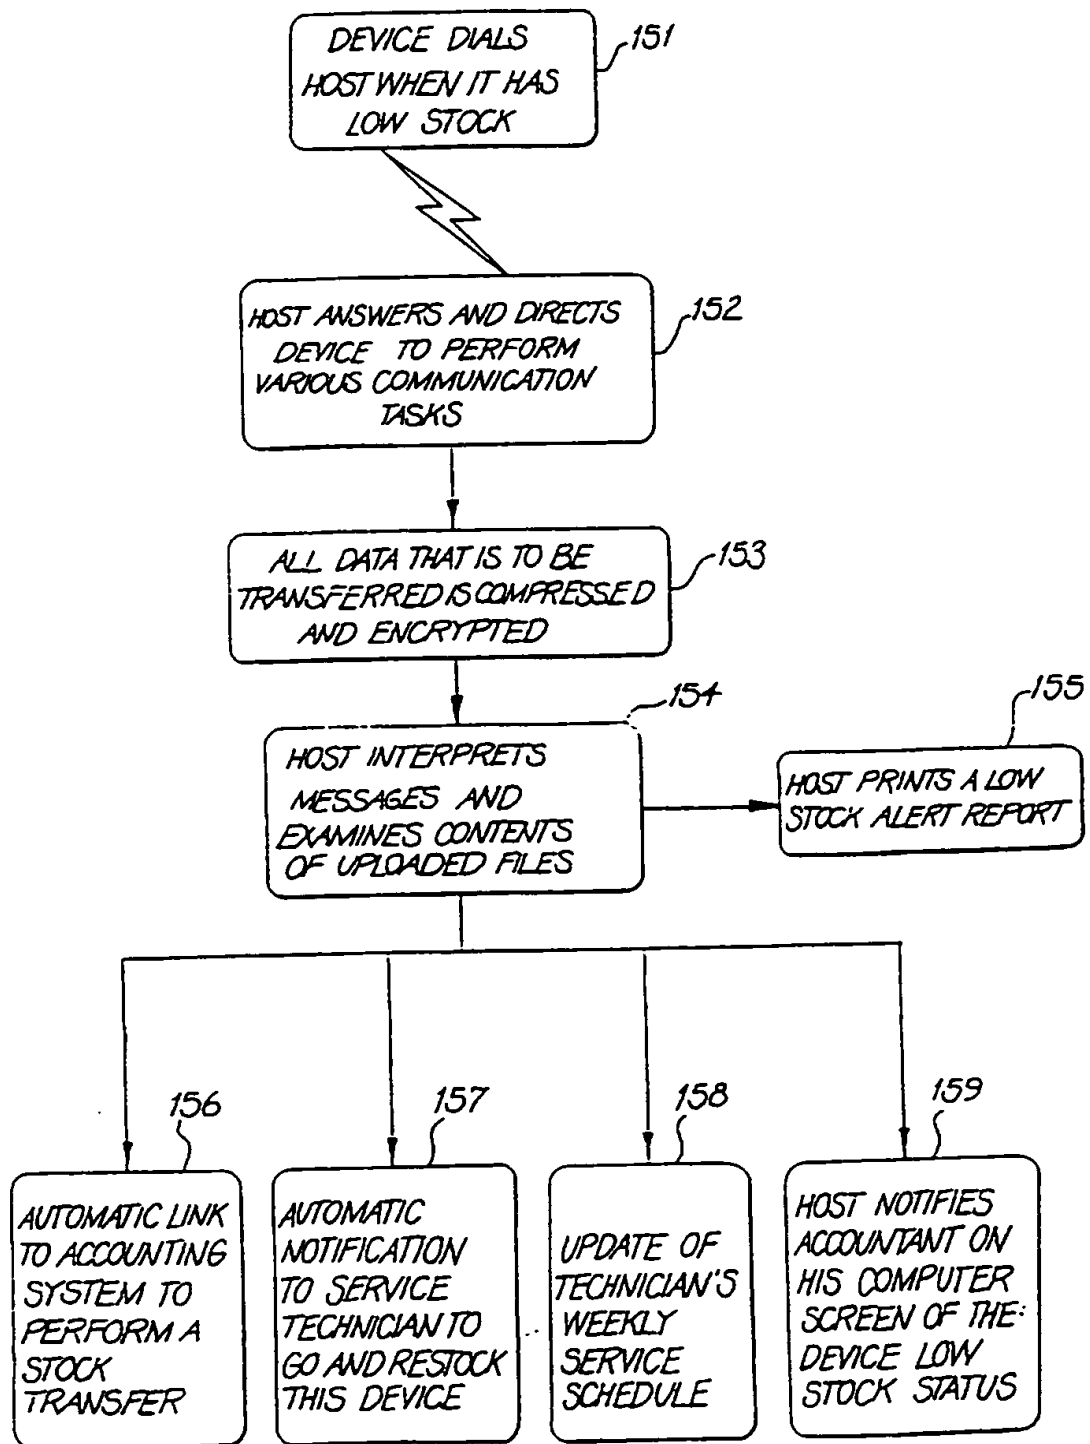 DEVICE DIALS
HOST WHEN IT HAS
LOW STOCK
151
HOST ANSWERS AND DIRECTS
DEVICE TO PERFORM
VARIOUS COMMUNICATION
TASKS
152
ALL DATA THAT IS TO BE
TRANSFERRED IS COMPRESSED
AND ENCRYPTED
153
154
HOST INTERPRETS
MESSAGES AND
EXAMINES CONTENTS
OF UPLOADED FILES
155
HOST PRINTS A LOW
STOCK ALERT REPORT
156
AUTOMATIC LINK
TO ACCOUNTING
SYSTEM TO
PERFORM A
STOCK
TRANSFER
157
AUTOMATIC
NOTIFICATION
TO SERVICE
TECHNICIAN TO
GO AND RESTOCK
THIS DEVICE
158
UPDATE OF
TECHNICIAN'S
WEEKLY
SERVICE
SCHEDULE
159
HOST NOTIFIES
ACCOUNTANT ON
HIS COMPUTER
SCREEN OF THE
DEVICE LOW
STOCK STATUS